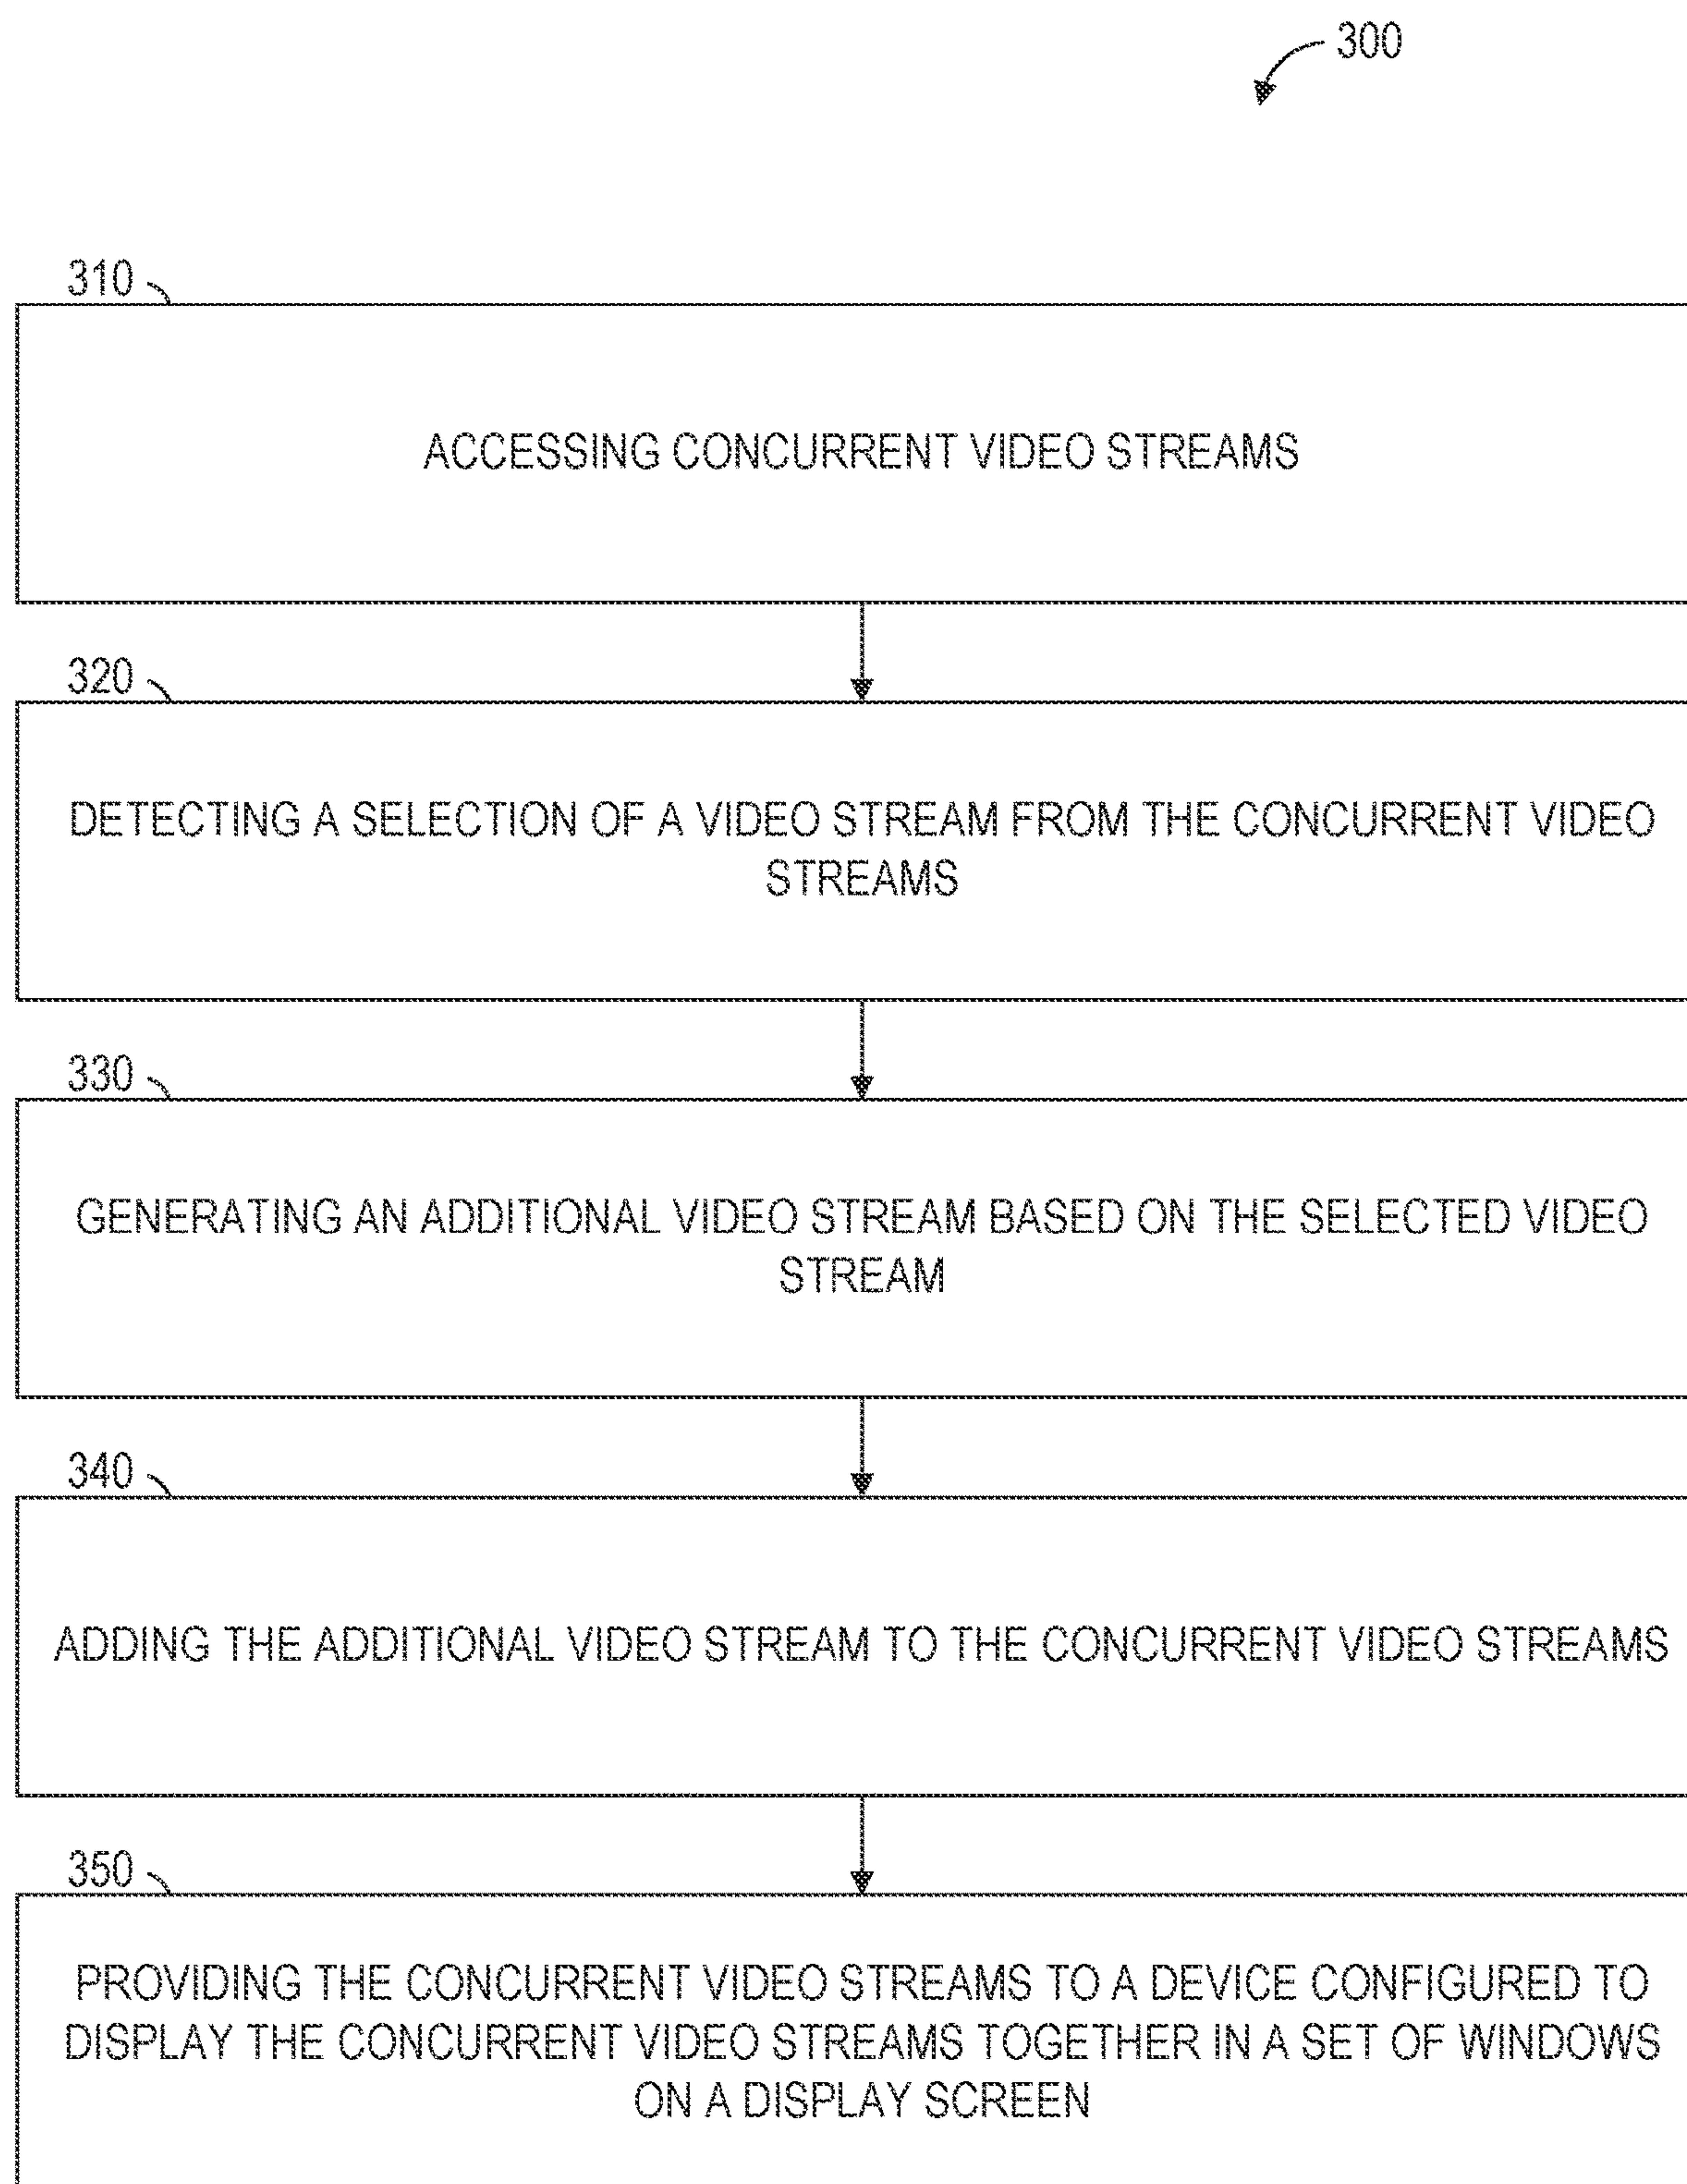 300
310
ACCESSING CONCURRENT VIDEO STREAMS
320
DETECTING A SELECTION OF A VIDEO STREAM FROM THE CONCURRENT VIDEO
STREAMS
330
GENERATING AN ADDITIONAL VIDEO STREAM BASED ON THE SELECTED VIDEO
STREAM
340
ADDING THE ADDITIONAL VIDEO STREAM TO THE CONCURRENT VIDEO STREAMS
350
PROVIDING THE CONCURRENT VIDEO STREAMS TO A DEVICE CONFIGURED TO
DISPLAY THE CONCURRENT VIDEO STREAMS TOGETHER IN A SET OF WINDOWS
ON A DISPLAY SCREEN